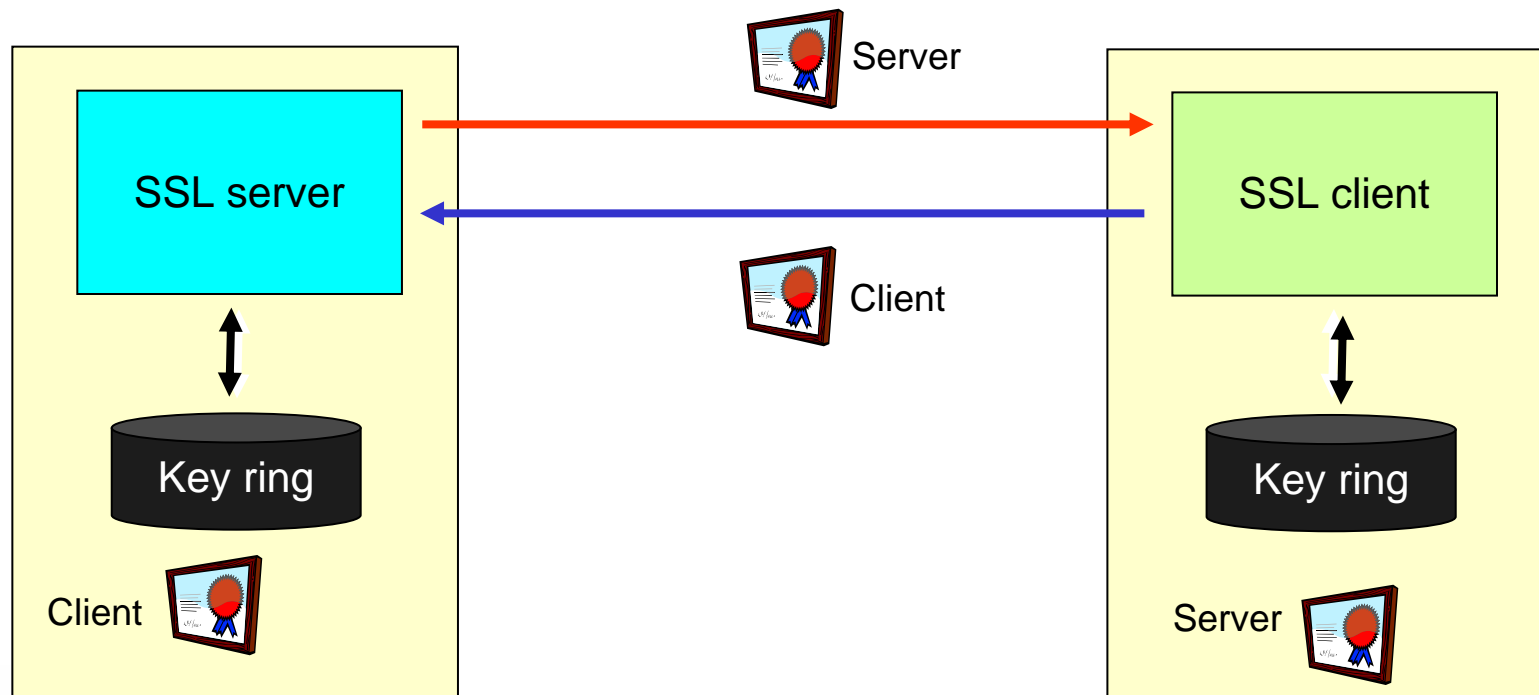 Server
SSL server
SSL client
Client
Key ring
Key ring
Client
Server